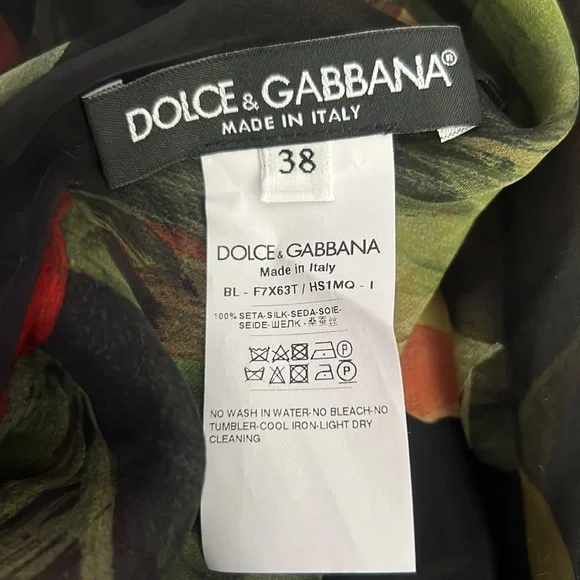 DOLCE & GABBANA®
MADE IN ITALY
38
DOLCE & GABBANA
Made in Italy
BL - F7X63T / HS1MQ - I
100% SETA-SILK-SEDA-SOIE-
SEIDE-ШЕЛК-桑蚕丝
P
P
NO WASH IN WATER-NO BLEACH-NO
TUMBLER-COOL IRON-LIGHT DRY
CLEANING